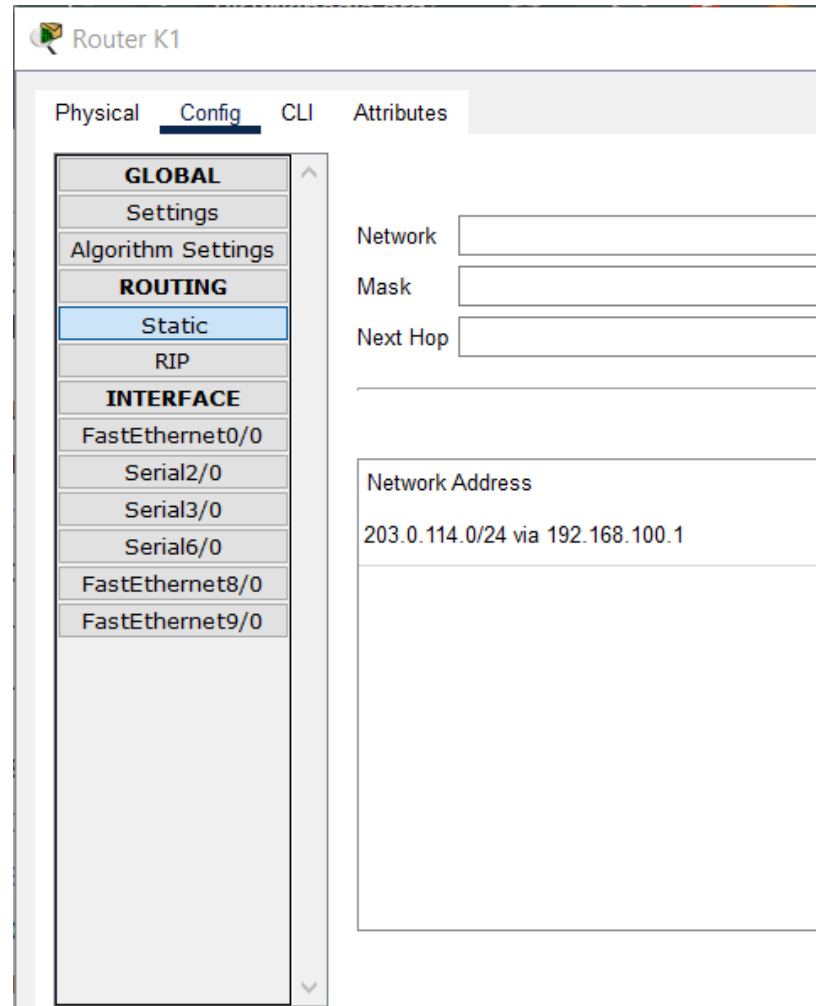 Router K1
Physical Config CLI Attributes
GLOBAL
Settings
Algorithm Settings
ROUTING
Static
RIP
INTERFACE
FastEthernet0/0
Serial2/0
Serial3/0
Serial6/0
FastEthernet8/0
FastEthernet9/0
Network
Mask
Next Hop
Network Address
203.0.114.0/24 via 192.168.100.1